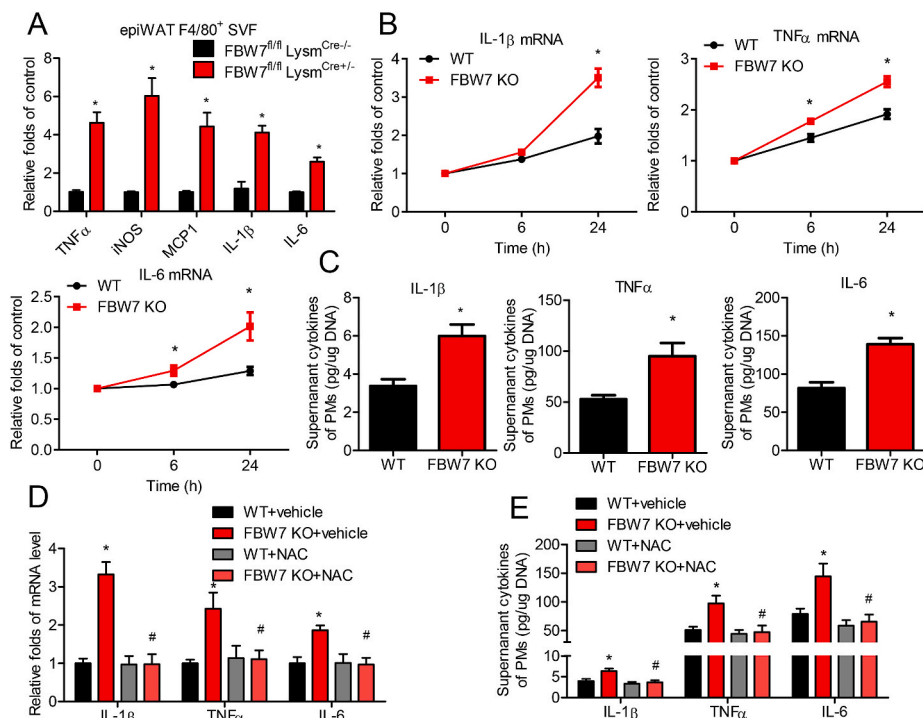 A
epiWAT F4/80+ SVF
FBW7fl/fl LysmCre-/-
FBW7fl/fl LysmCre+/-
Relative folds of control
8
6
4
2
0
* * * * *
TNFα iNOS MCP1 IL-1β IL-6
B
IL-1β mRNA
WT
FBW7 KO
Relative folds of control
4
3
2
1
0
*
0 6 24
Time (h)
TNFα mRNA
WT
FBW7 KO
Relative folds of control
3
2
1
0
* *
0 6 24
Time (h)
IL-6 mRNA
WT
FBW7 KO
Relative folds of control
2.5
2.0
1.5
1.0
0.5
* *
0 6 24
Time (h)
C
IL-1β
Supernanant cytokines
of PMs (pg/ug DNA)
8
6
4
2
0
*
WT FBW7 KO
TNFα
Supernanant cytokines
of PMs (pg/ug DNA)
150
100
50
0
*
WT FBW7 KO
IL-6
Supernanant cytokines
of PMs (pg/ug DNA)
200
150
100
50
0
*
WT FBW7 KO
D
WT+vehicle
FBW7 KO+vehicle
WT+NAC
FBW7 KO+NAC
Relative folds of mRNA level
4
3
2
1
0
* # * # * #
IL-1β TNFα IL-6
E
WT+vehicle
FBW7 KO+vehicle
WT+NAC
FBW7 KO+NAC
Supernanant cytokines
of PMs (pg/ug DNA)
200
150
100
50
10
5
0
* # * # * #
IL-1β TNFα IL-6